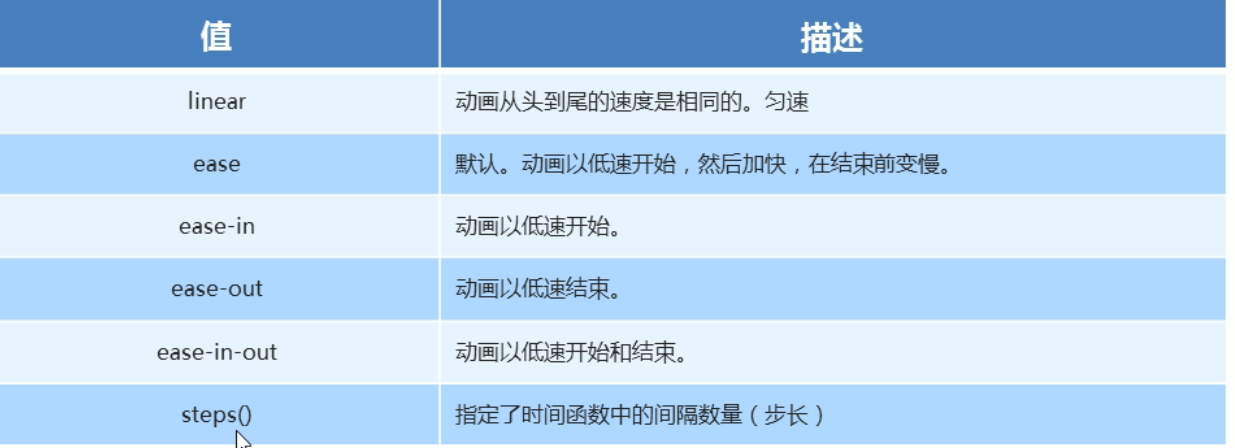 值 描述
linear 动画从头到尾的速度是相同的。匀速
ease 默认。动画以低速开始，然后加快，在结束前变慢。
ease-in 动画以低速开始。
ease-out 动画以低速结束。
ease-in-out 动画以低速开始和结束。
steps() 指定了时间函数中的间隔数量（步长）